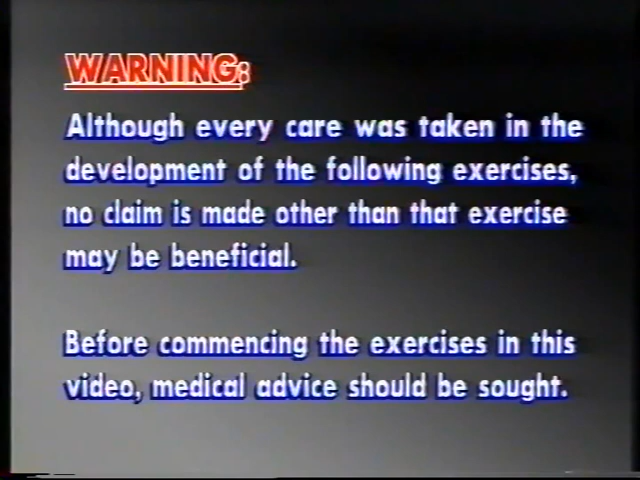 WARNING:
Although every care was taken in the
development of the following exercises,
no claim is made other than that exercise
may be beneficial.
Before commencing the exercises in this
video, medical advice should be sought.